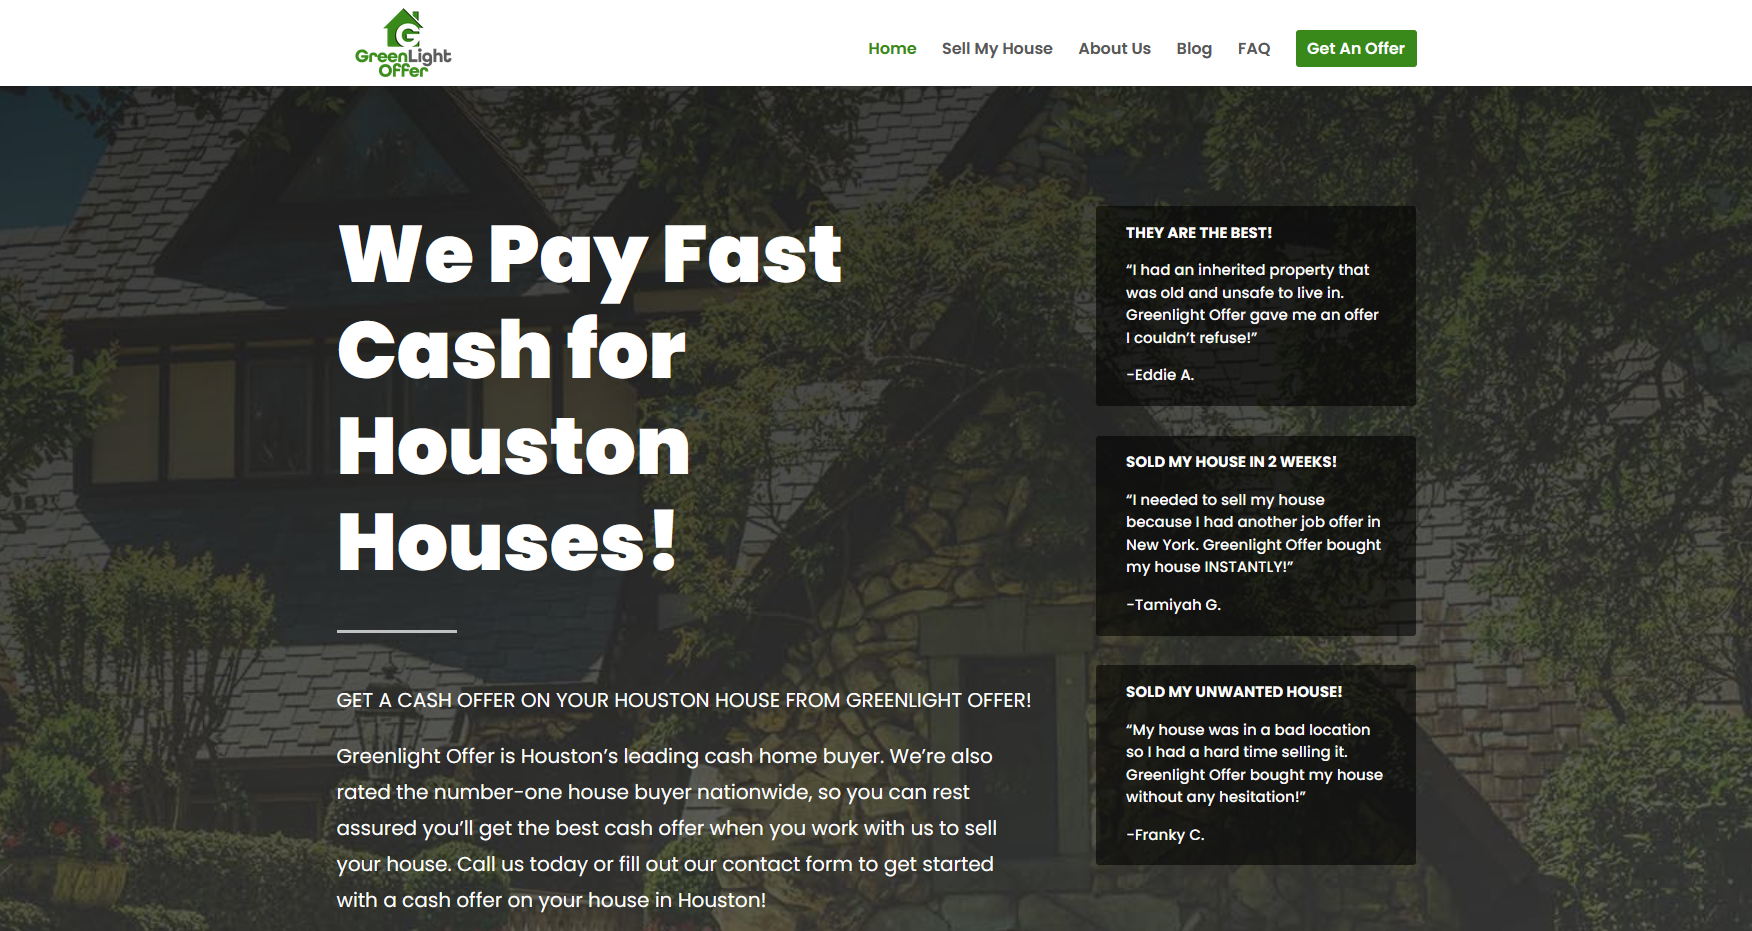 GreenLight
Offer
Home
Sell My House
About Us
Blog
FAQ
Get An Offer
We Pay Fast
Cash for
Houston
Houses!
GET A CASH OFFER ON YOUR HOUSTON HOUSE FROM GREENLIGHT OFFER!
Greenlight Offer is Houston’s leading cash home buyer. We’re also
rated the number-one house buyer nationwide, so you can rest
assured you’ll get the best cash offer when you work with us to sell
your house. Call us today or fill out our contact form to get started
with a cash offer on your house in Houston!
THEY ARE THE BEST!
“I had an inherited property that
was old and unsafe to live in.
Greenlight Offer gave me an offer
I couldn’t refuse!”
-Eddie A.
SOLD MY HOUSE IN 2 WEEKS!
“I needed to sell my house
because I had another job offer in
New York. Greenlight Offer bought
my house INSTANTLY!”
-Tamiyah G.
SOLD MY UNWANTED HOUSE!
“My house was in a bad location
so I had a hard time selling it.
Greenlight Offer bought my house
without any hesitation!”
-Franky C.